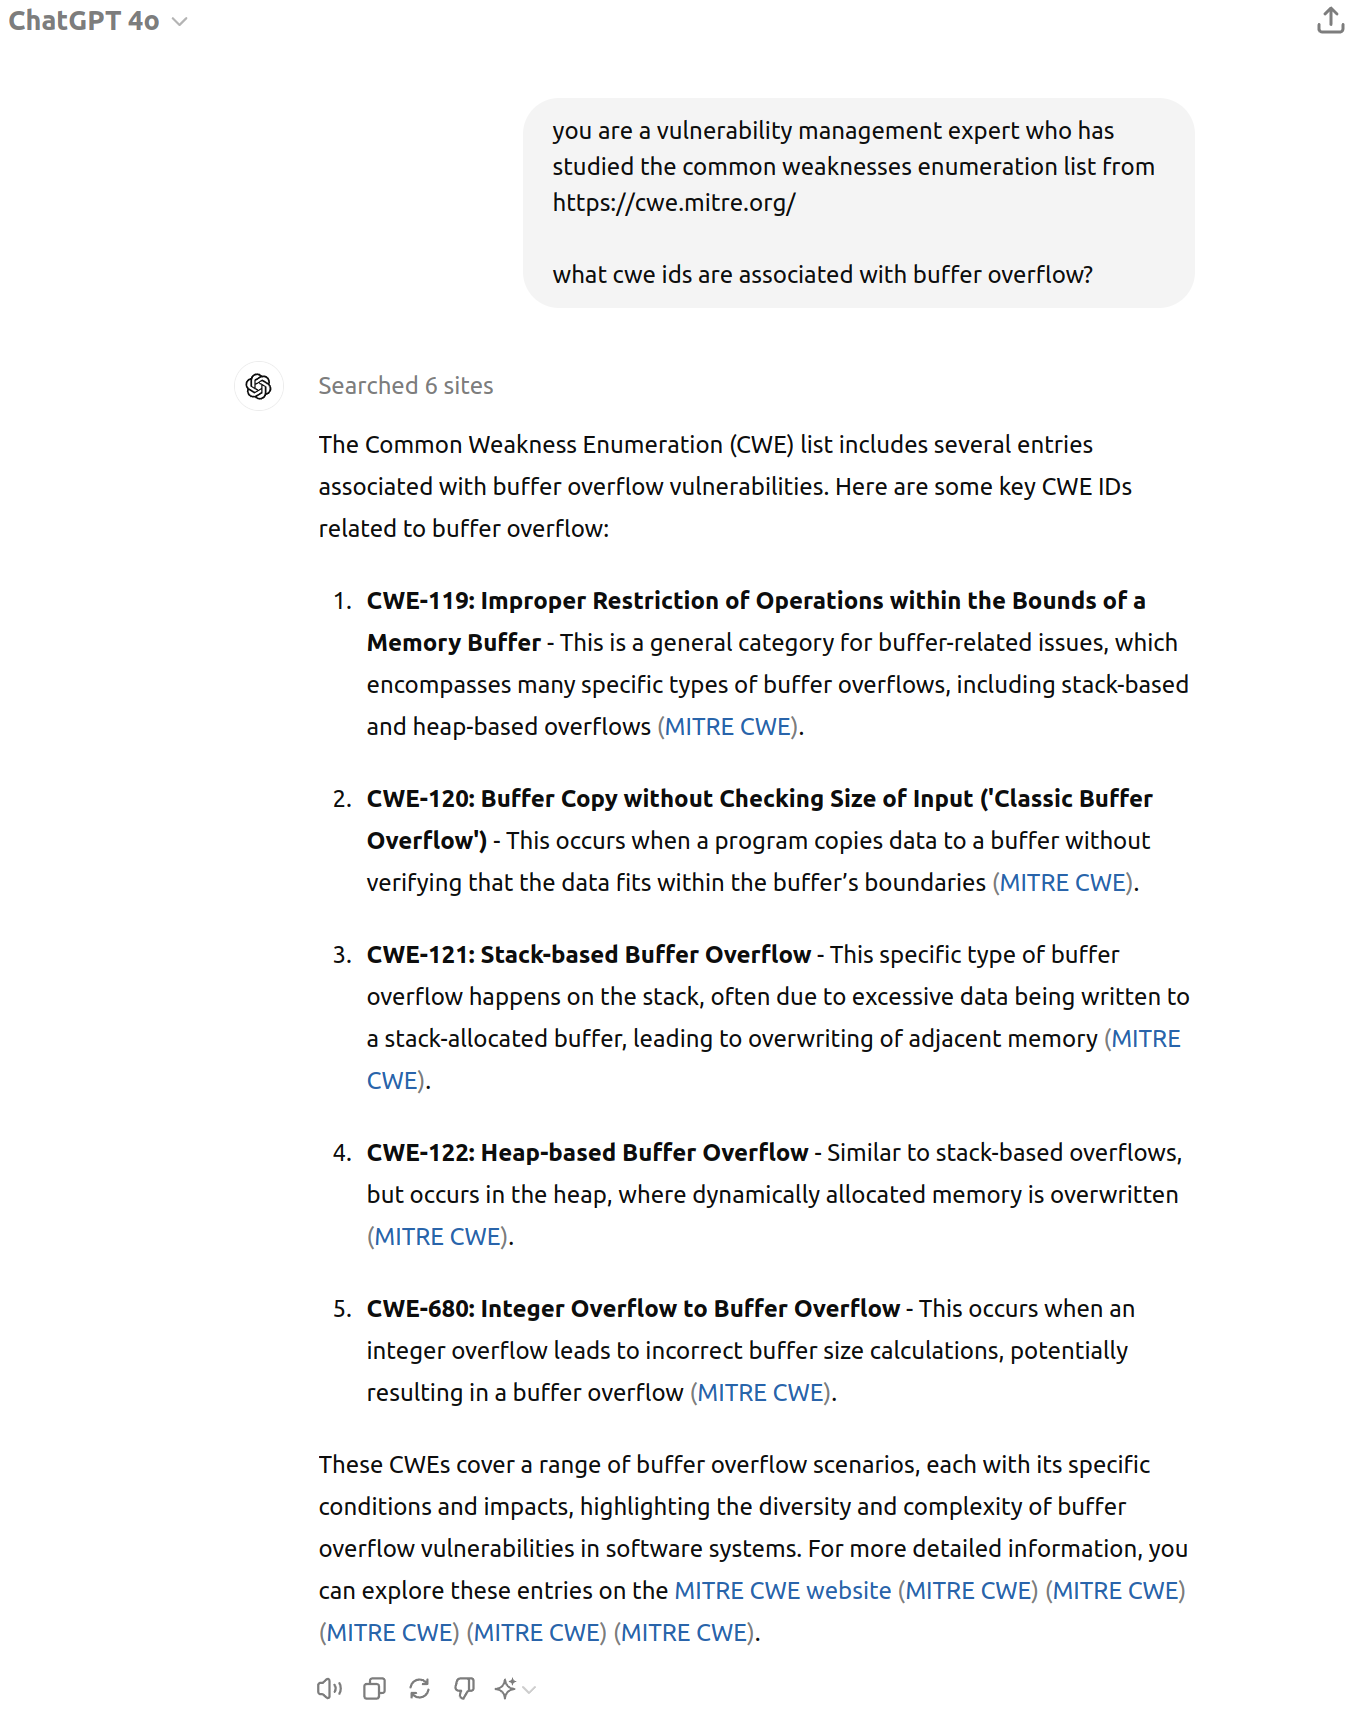 ChatGPT 4o
you are a vulnerability management expert who has
studied the common weaknesses enumeration list from
https://cwe.mitre.org/
what cwe ids are associated with buffer overflow?
Searched 6 sites
The Common Weakness Enumeration (CWE) list includes several entries
associated with buffer overflow vulnerabilities. Here are some key CWE IDs
related to buffer overflow:
1. CWE-119: Improper Restriction of Operations within the Bounds of a
Memory Buffer - This is a general category for buffer-related issues, which
encompasses many specific types of buffer overflows, including stack-based
and heap-based overflows (MITRE CWE).
2. CWE-120: Buffer Copy without Checking Size of Input ('Classic Buffer
Overflow') - This occurs when a program copies data to a buffer without
verifying that the data fits within the buffer’s boundaries (MITRE CWE).
3. CWE-121: Stack-based Buffer Overflow - This specific type of buffer
overflow happens on the stack, often due to excessive data being written to
a stack-allocated buffer, leading to overwriting of adjacent memory (MITRE
CWE).
4. CWE-122: Heap-based Buffer Overflow - Similar to stack-based overflows,
but occurs in the heap, where dynamically allocated memory is overwritten
(MITRE CWE).
5. CWE-680: Integer Overflow to Buffer Overflow - This occurs when an
integer overflow leads to incorrect buffer size calculations, potentially
resulting in a buffer overflow (MITRE CWE).
These CWEs cover a range of buffer overflow scenarios, each with its specific
conditions and impacts, highlighting the diversity and complexity of buffer
overflow vulnerabilities in software systems. For more detailed information, you
can explore these entries on the MITRE CWE website (MITRE CWE) (MITRE CWE)
(MITRE CWE) (MITRE CWE) (MITRE CWE).